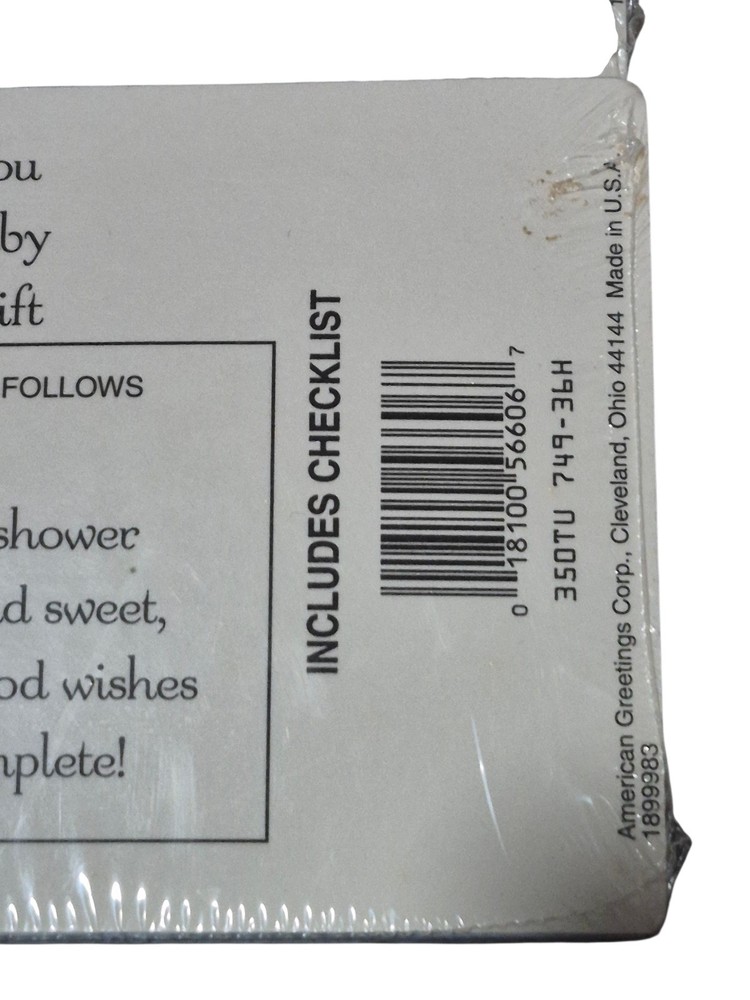 ou
by
ift
FOLLOWS
shower
d sweet,
od wishes
mplete!
INCLUDES CHECKLIST
0 18100 56606 7
350TU 749-36H
American Greetings Corp., Cleveland, Ohio 44144 Made in U.S.A.
1899983